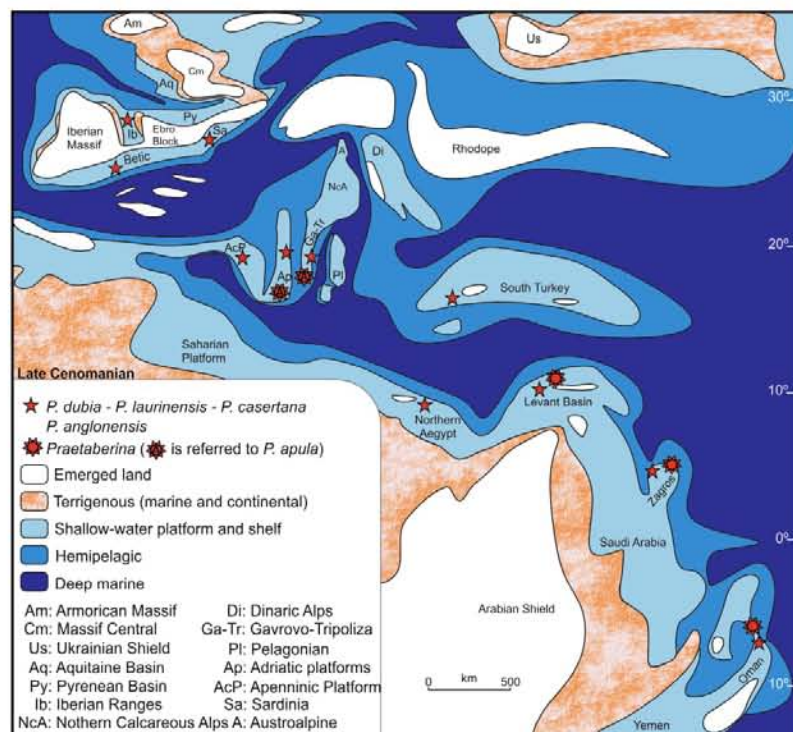 Am
Us
Cm
Aq
30°
Py
Iberian
Massif
Ib
Ebro
Block
Sa
Betic
A
Di
Rhodope
NcA
20°
AcP
Ga-Tr
Ap
Pl
South Turkey
Saharian
Platform
Late Cenomanian
10°
Levant Basin
Northern
Aegypt
Zagros
0°
Saudi Arabia
Arabian Shield
Oman
10°
Yemen
km
0 500
P. dubia - P. laurinensis - P. casertana
P. anglonensis
Praetaberina ( is referred to P. apula)
Emerged land
Terrigenous (marine and continental)
Shallow-water platform and shelf
Hemipelagic
Deep marine
Am: Armorican Massif Di: Dinaric Alps
Cm: Massif Central Ga-Tr: Gavrovo-Tripoliza
Us: Ukrainian Shield Pl: Pelagonian
Aq: Aquitaine Basin Ap: Adriatic platforms
Py: Pyrenean Basin AcP: Apenninic Platform
Ib: Iberian Ranges Sa: Sardinia
NcA: Nothern Calcareous Alps A: Austroalpine